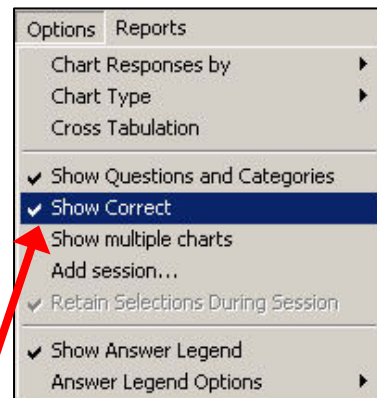 Options Reports
Chart Responses by
Chart Type
Cross Tabulation
Show Questions and Categories
Show Correct
Show multiple charts
Add session...
Retain Selections During Session
Show Answer Legend
Answer Legend Options